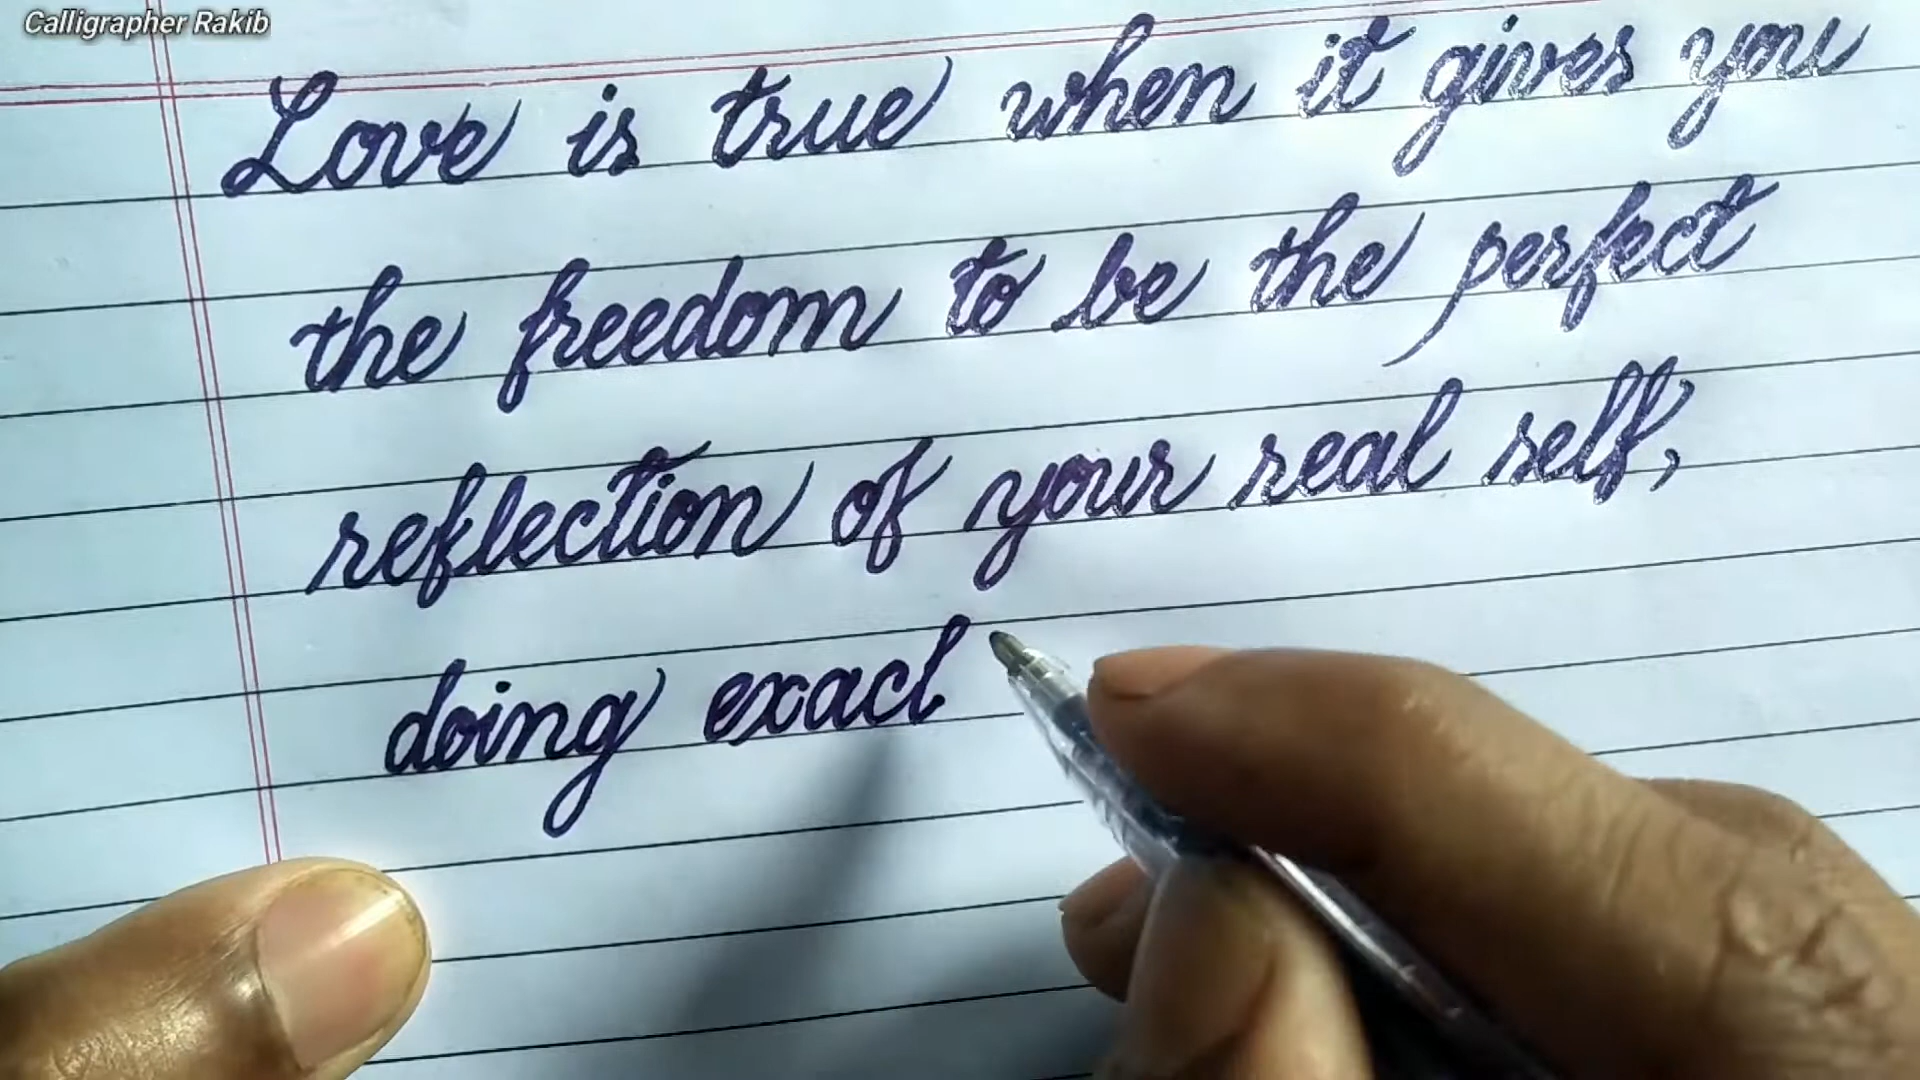 Calligrapher Rakib
Love is true when it gives you
the freedom to be the perfect
reflection of your real self,
doing exact